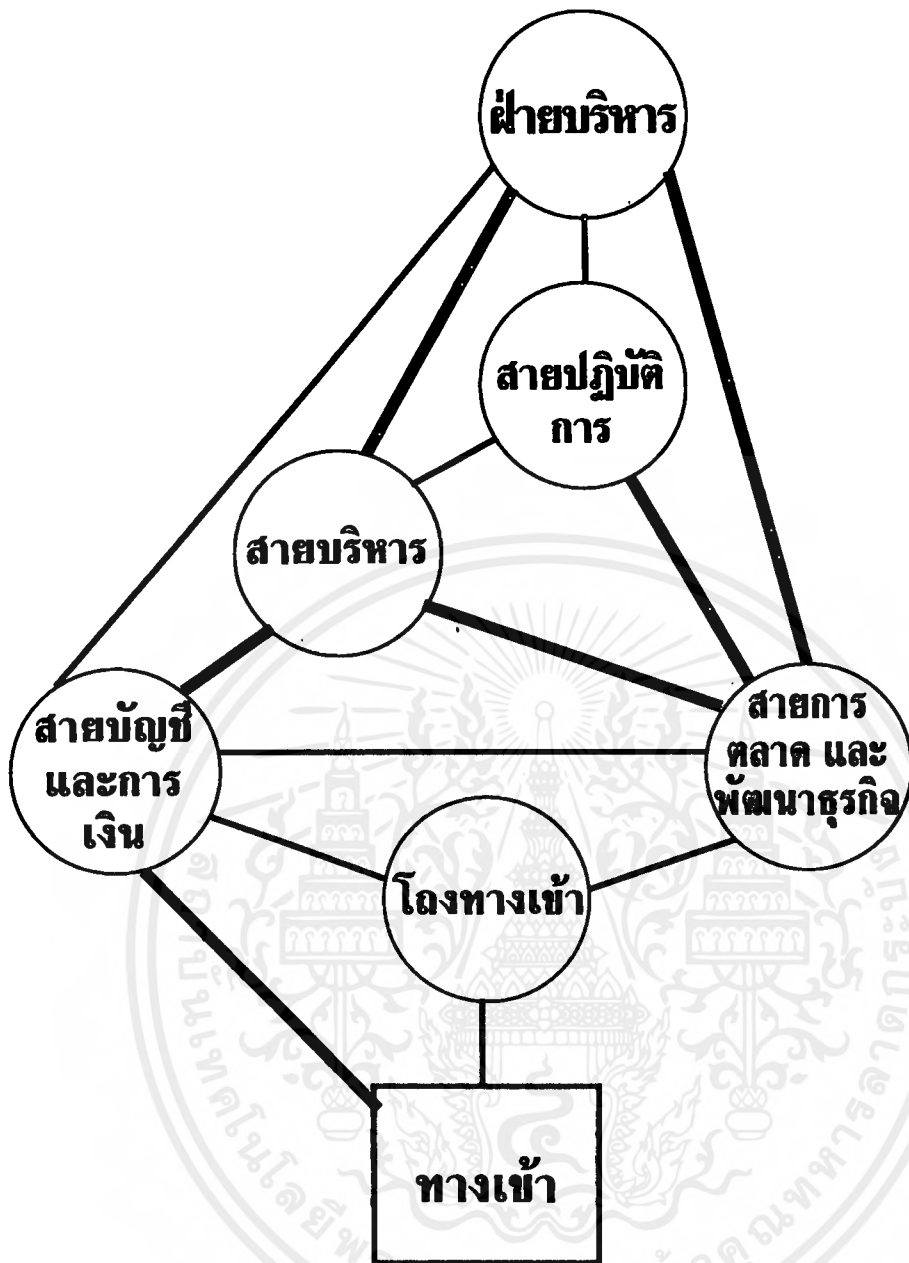 ฝ่ายบริหาร
สายปฏิบัติ
การ
สายบริหาร
สายบัญชี
และการ
เงิน
สายการ
ตลาด และ
พัฒนาธุรกิจ
โถงทางเข้า
ทางเข้า